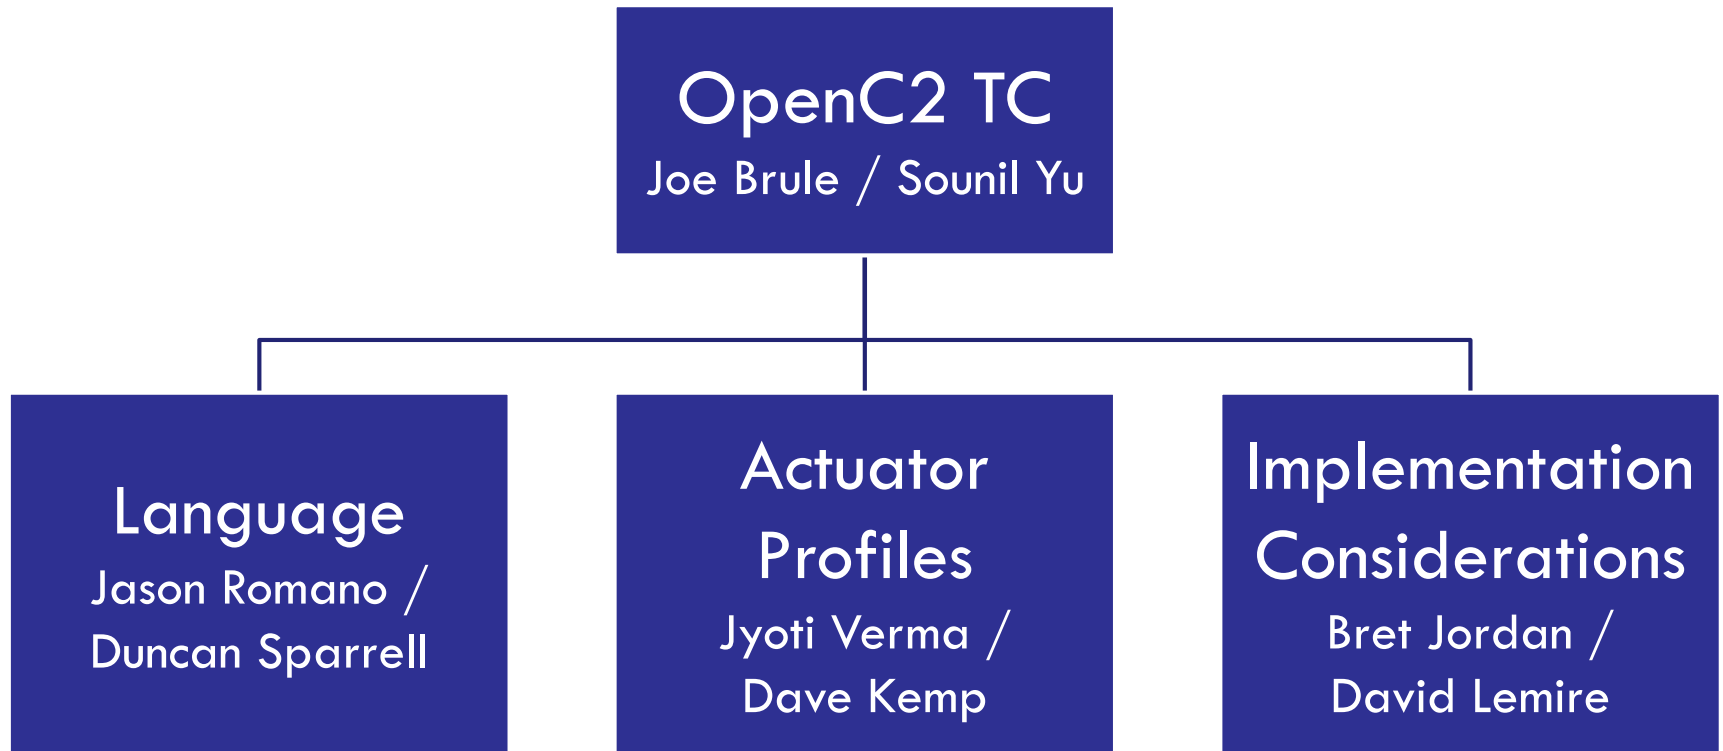 OpenC2 TC
Joe Brule / Sounil Yu
Language
Jason Romano /
Duncan Sparrell
Actuator
Profiles
Jyoti Verma /
Dave Kemp
Implementation
Considerations
Bret Jordan /
David Lemire